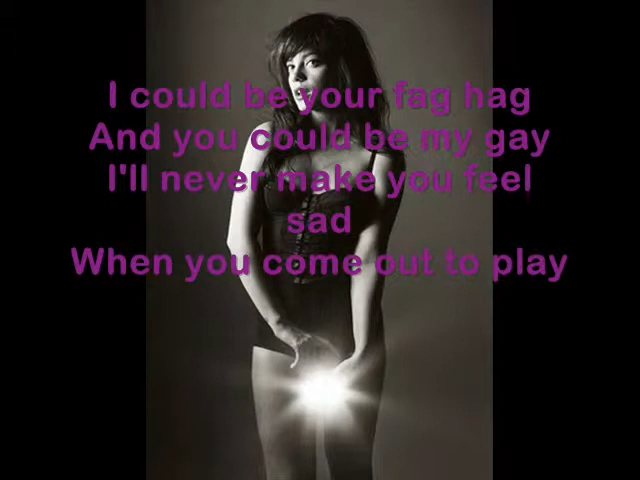 I could be your fag hag
And you could be my gay
I'll never make you feel
sad
When you come out to play